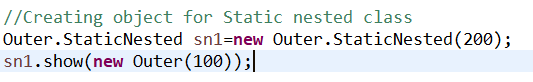 //Creating object for Static nested class
Outer.StaticNested sn1=new Outer.StaticNested(200);
sn1.show(new Outer(100));